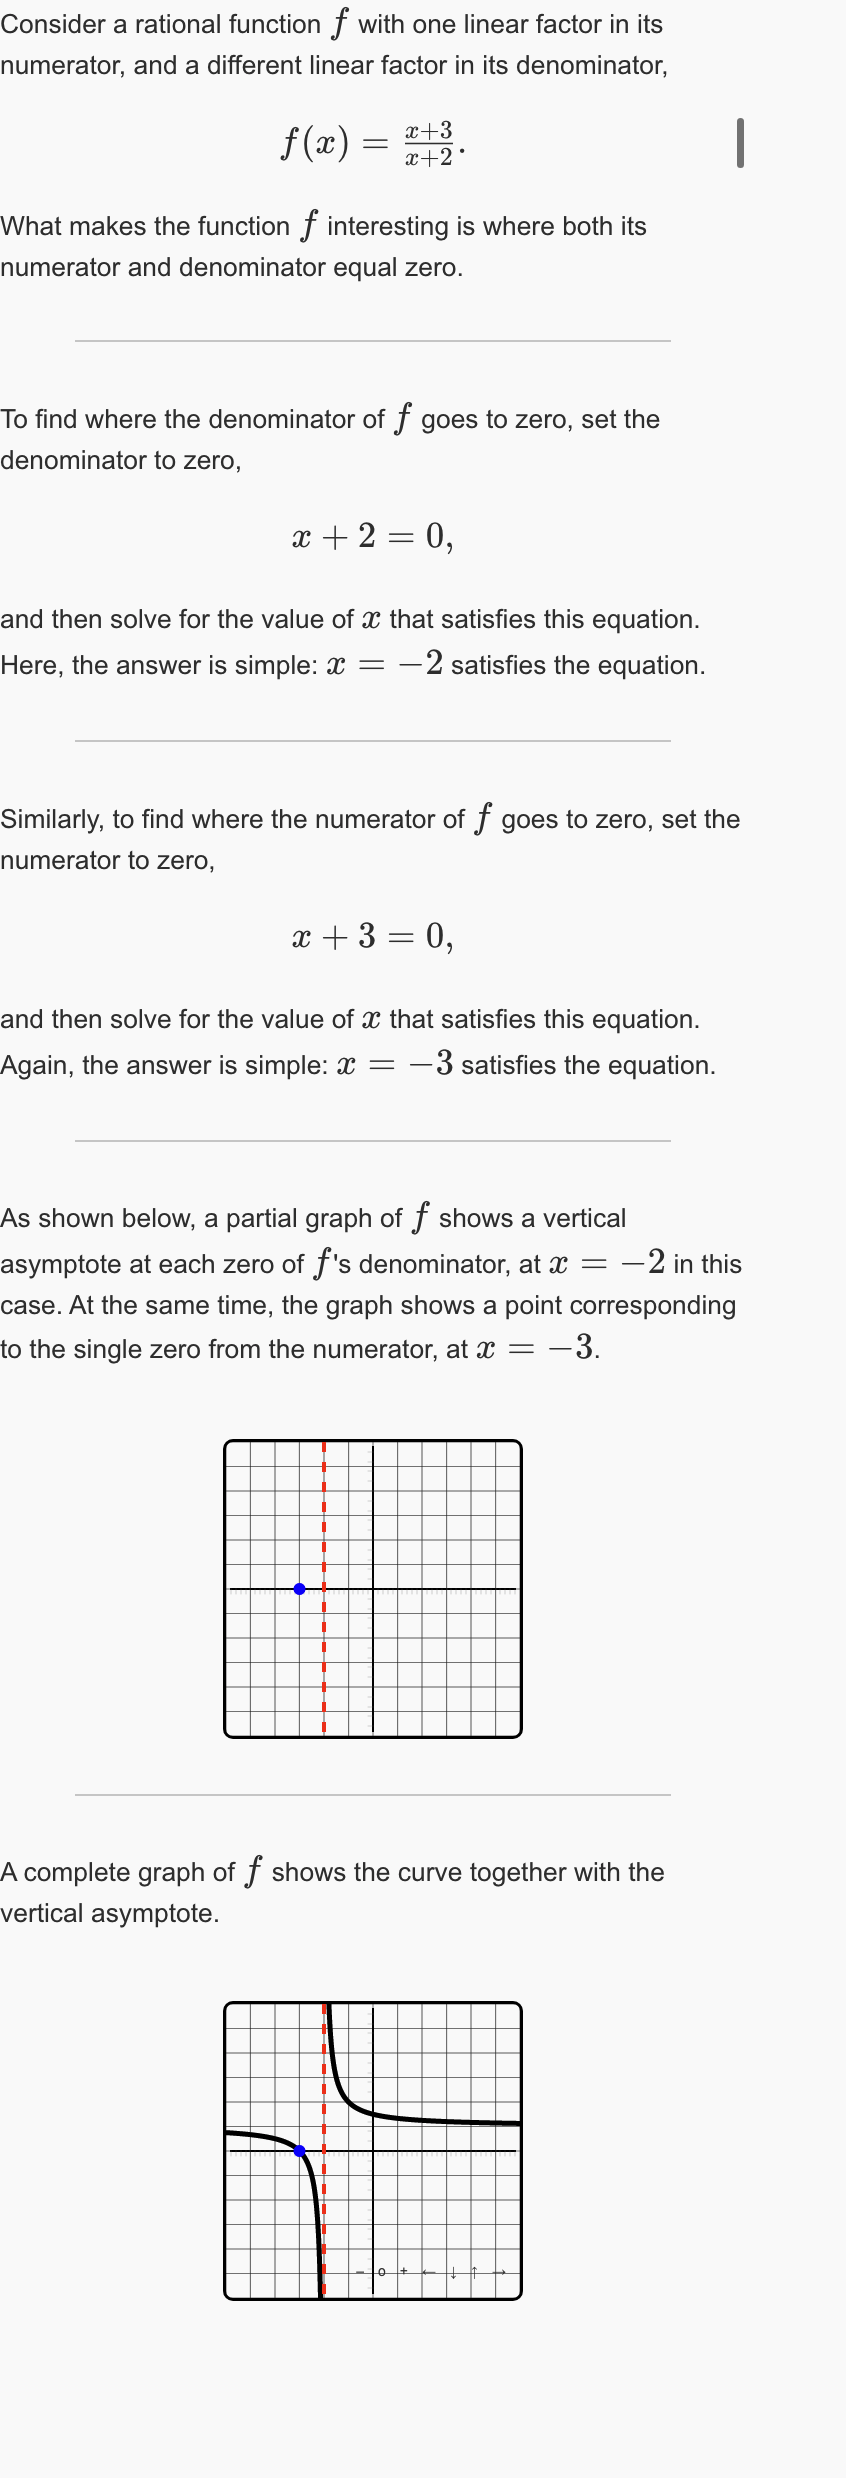 Consider a rational function f with one linear factor in its
numerator, and a different linear factor in its denominator,
f(x) = \frac{x+3}{x+2}.
What makes the function f interesting is where both its
numerator and denominator equal zero.
To find where the denominator of f goes to zero, set the
denominator to zero,
x + 2 = 0,
and then solve for the value of x that satisfies this equation.
Here, the answer is simple: x = −2 satisfies the equation.
Similarly, to find where the numerator of f goes to zero, set the
numerator to zero,
x + 3 = 0,
and then solve for the value of x that satisfies this equation.
Again, the answer is simple: x = −3 satisfies the equation.
As shown below, a partial graph of f shows a vertical
asymptote at each zero of f's denominator, at x = −2 in this
case. At the same time, the graph shows a point corresponding
to the single zero from the numerator, at x = −3.
A complete graph of f shows the curve together with the
vertical asymptote.
− o + ← ↓ ↑ →